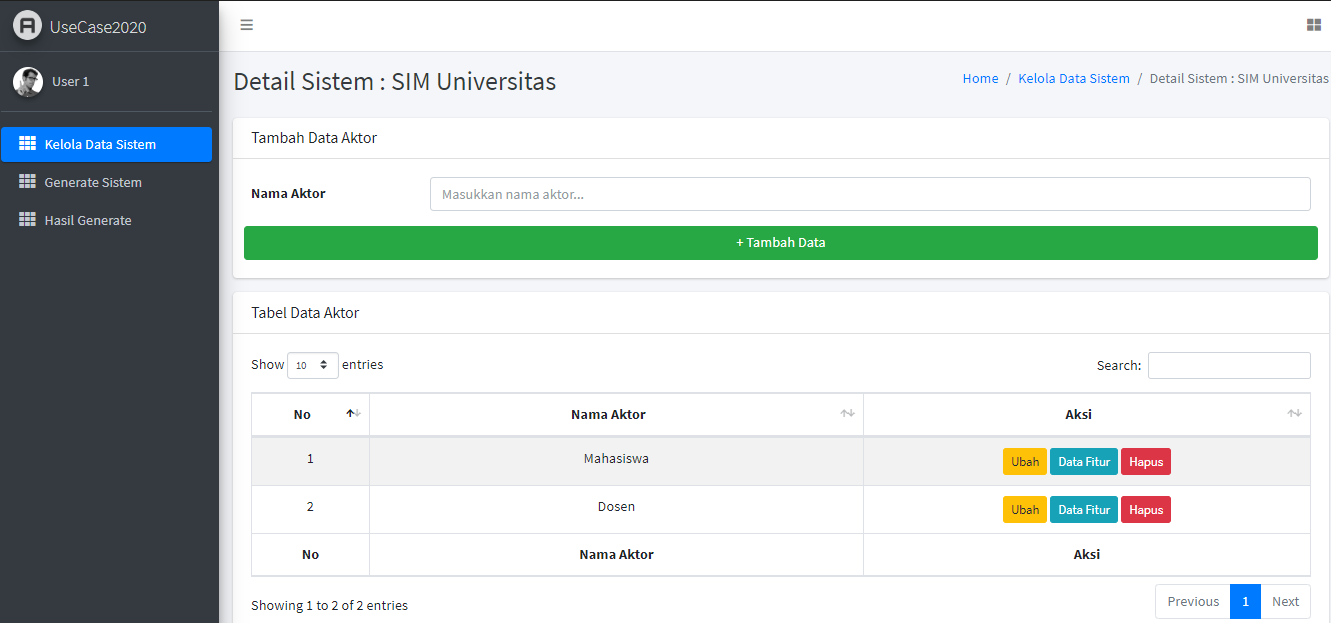 UseCase2020
User 1
Kelola Data Sistem
Generate Sistem
Hasil Generate
Detail Sistem : SIM Universitas
Home / Kelola Data Sistem / Detail Sistem : SIM Universitas
Tambah Data Aktor
Nama Aktor Masukkan nama aktor...
+ Tambah Data
Tabel Data Aktor
Show 10 entries Search:
No Nama Aktor Aksi
1 Mahasiswa Ubah Data Fitur Hapus
2 Dosen Ubah Data Fitur Hapus
No Nama Aktor Aksi
Showing 1 to 2 of 2 entries Previous 1 Next